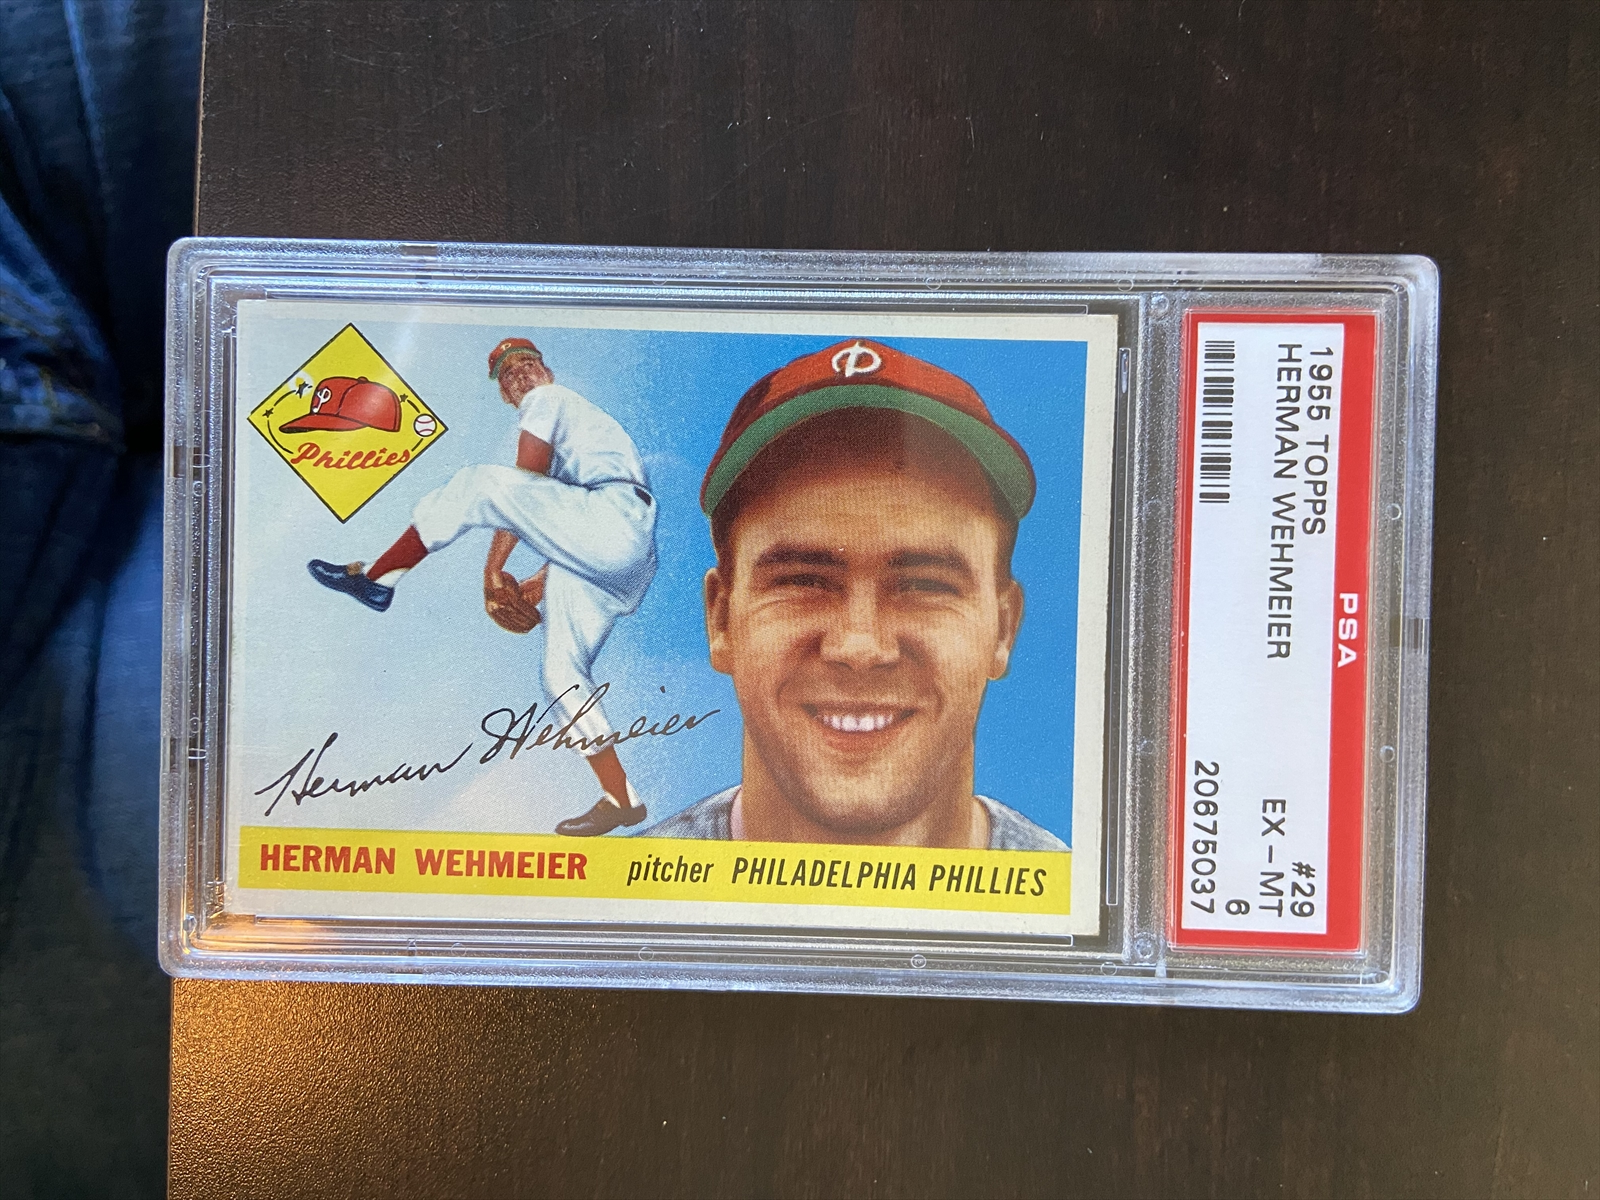 P
P
Phillies
Herman Wehmeier
HERMAN WEHMEIER pitcher PHILADELPHIA PHILLIES
PSA
1955 TOPPS #29
HERMAN WEHMEIER EX - MT
6
20675037